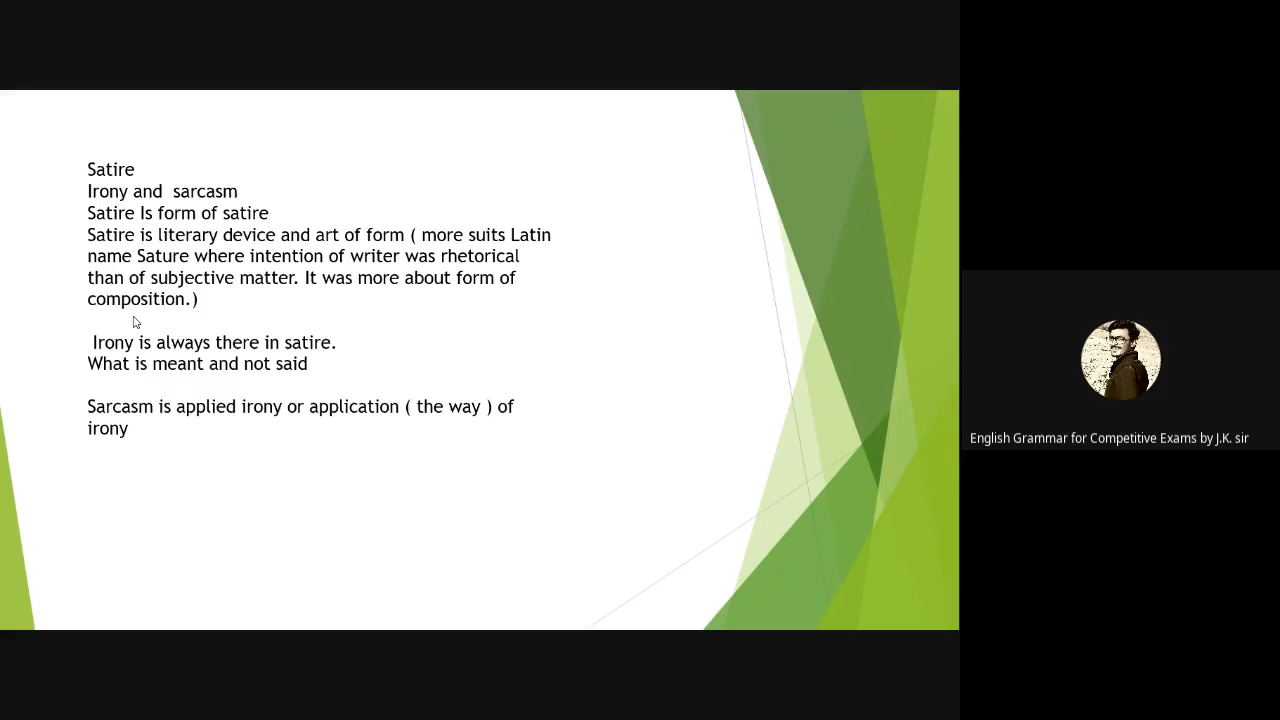 Satire
Irony and  sarcasm
Satire Is form of satire
Satire is literary device and art of form ( more suits Latin
name Sature where intention of writer was rhetorical
than of subjective matter. It was more about form of
composition.)
Irony is always there in satire.
What is meant and not said
Sarcasm is applied irony or application ( the way ) of
irony
English Grammar for Competitive Exams by J.K. sir